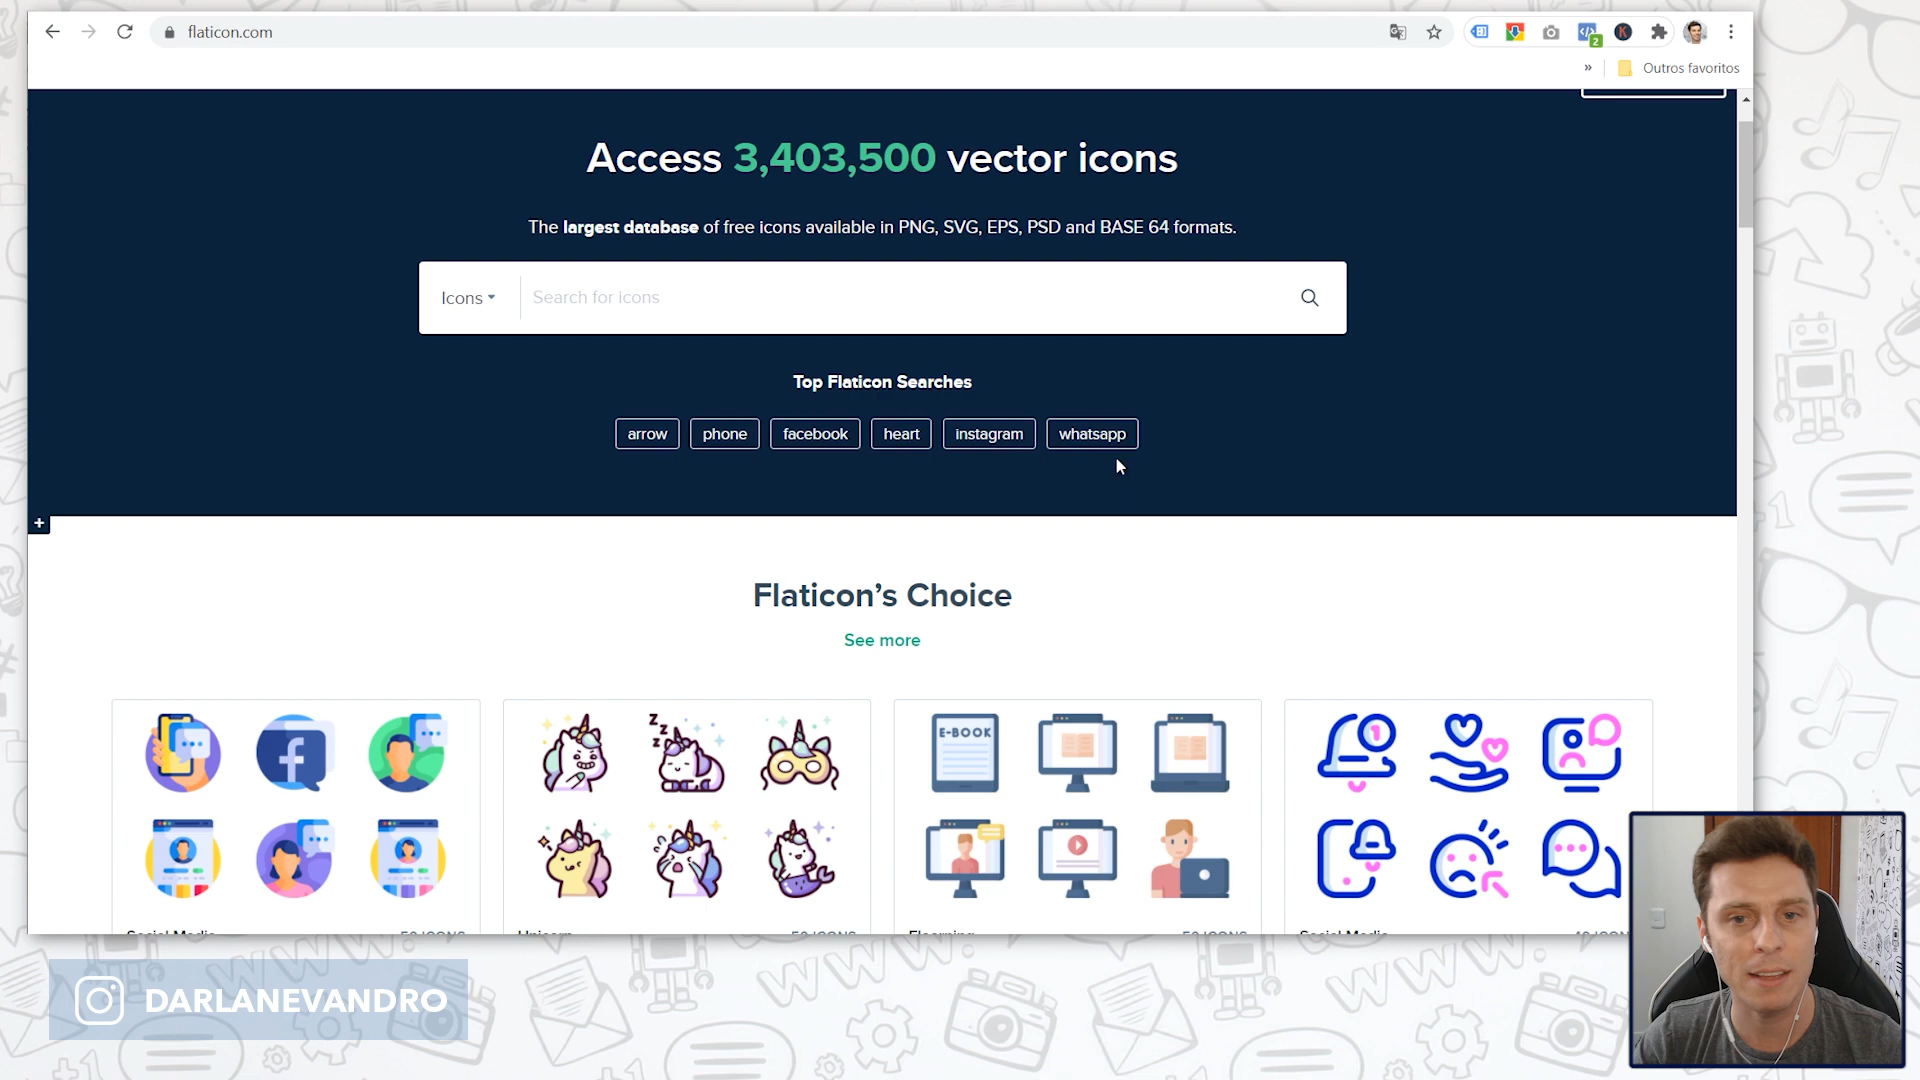 flaticon.com
2
K
»
Outros favoritos
Access 3,403,500 vector icons
The largest database of free icons available in PNG, SVG, EPS, PSD and BASE 64 formats.
Icons
Search for icons
Top Flaticon Searches
arrow
phone
facebook
heart
instagram
whatsapp
+
Flaticon’s Choice
See more
E-BOOK
1
DARLANEVANDRO